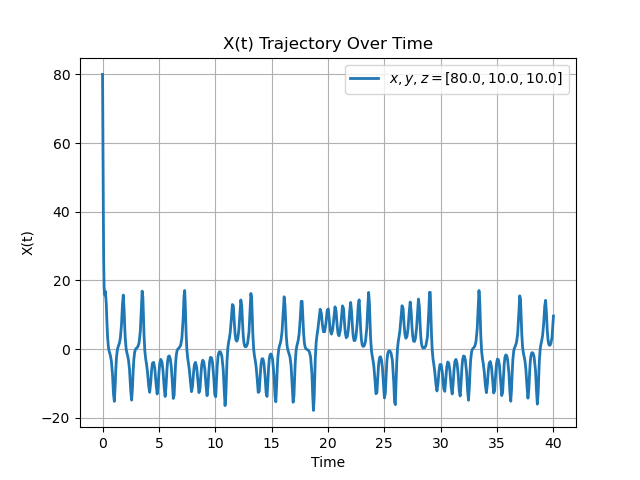 X(t) Trajectory Over Time
x, y, z = [80.0, 10.0, 10.0]
80
60
40
20
0
−20
X(t)
0 5 10 15 20 25 30 35 40
Time